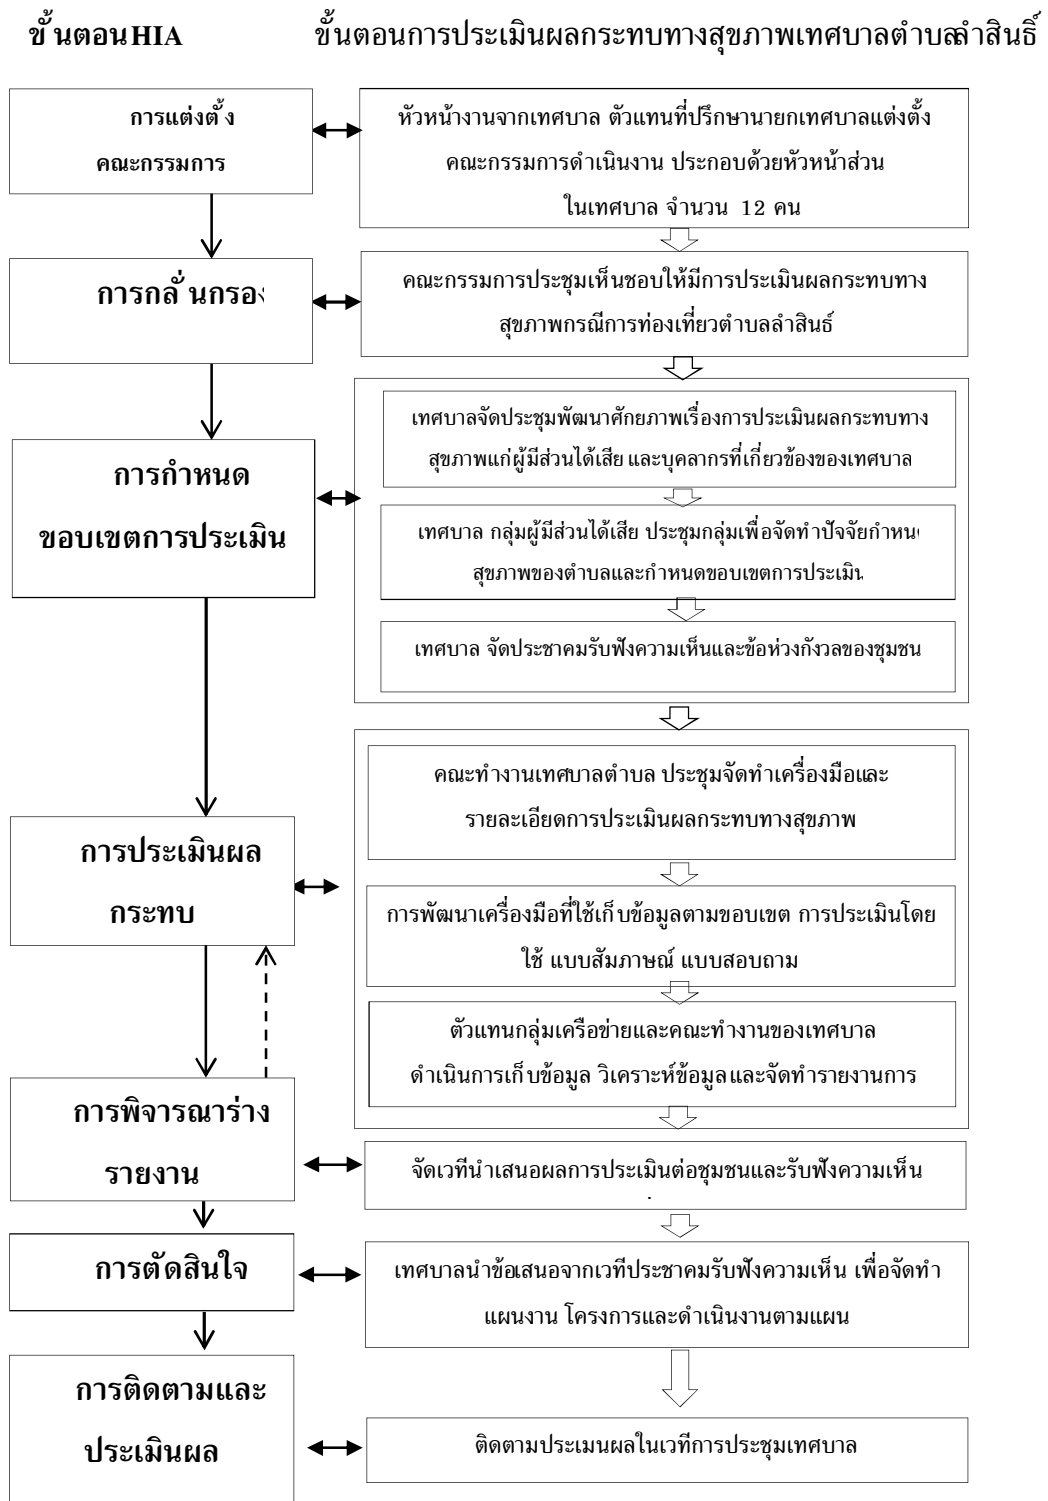 ขั้นตอนHIA
ขั้นตอนการประเมินผลกระทบทางสุขภาพเทศบาลตำบลลำสินธิ์
การแต่งตั้ง
คณะกรรมการ
หัวหน้างานจากเทศบาล ตัวแทนที่ปรึกษานายกเทศบาลแต่งตั้ง
คณะกรรมการดำเนินงาน ประกอบด้วยหัวหน้าส่วน
ในเทศบาล จำนวน 12 คน
การกลั่นกรอง
คณะกรรมการประชุมเห็นชอบให้มีการประเมินผลกระทบทาง
สุขภาพกรณีการท่องเที่ยวตำบลลำสินธ์
เทศบาลจัดประชุมพัฒนาศักยภาพเรื่องการประเมินผลกระทบทาง
สุขภาพแก่ผู้มีส่วนได้เสีย และบุคลากรที่เกี่ยวข้องของเทศบาล
การกำหนด
ขอบเขตการประเมิน
เทศบาล กลุ่มผู้มีส่วนได้เสีย ประชุมกลุ่มเพื่อจัดทำปัจจัยกำหนด
สุขภาพของตำบลและกำหนดขอบเขตการประเมิน
เทศบาล จัดประชาคมรับฟังความเห็นและข้อห่วงกังวลของชุมชน
คณะทำงานเทศบาลตำบล ประชุมจัดทำเครื่องมือและ
รายละเอียดการประเมินผลกระทบทางสุขภาพ
การประเมินผล
กระทบ
การพัฒนาเครื่องมือที่ใช้เก็บข้อมูลตามขอบเขต การประเมินโดย
ใช้ แบบสัมภาษณ์ แบบสอบถาม
ตัวแทนกลุ่มเครือข่ายและคณะทำงานของเทศบาล
ดำเนินการเก็บข้อมูล วิเคราะห์ข้อมูลและจัดทำรายงานการ
การพิจารณาร่าง
รายงาน
จัดเวทีนำเสนอผลการประเมินต่อชุมชนและรับฟังความเห็น
การตัดสินใจ
เทศบาลนำข้อเสนอจากเวทีประชาคมรับฟังความเห็น เพื่อจัดทำ
แผนงาน โครงการและดำเนินงานตามแผน
การติดตามและ
ประเมินผล
ติดตามประเมนผลในเวทีการประชุมเทศบาล